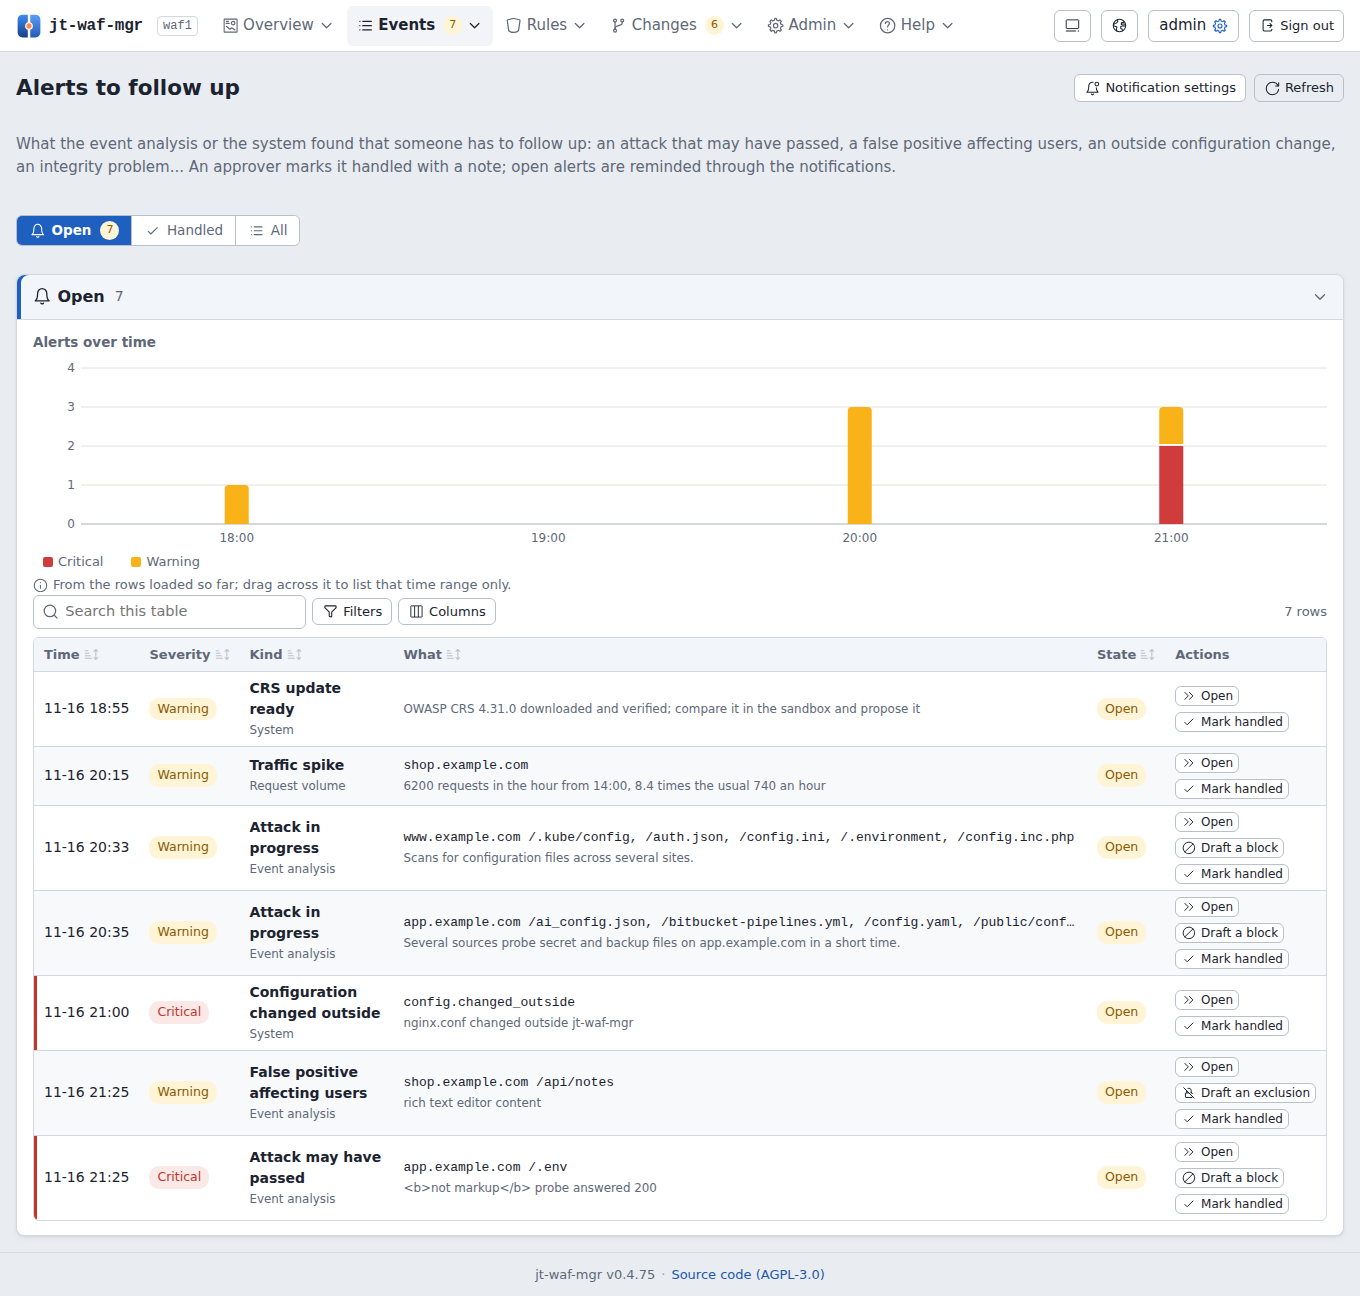 jt-waf-mgr waf1 Overview Events 7 Rules Changes 6 Admin Help admin Sign out
Alerts to follow up
Notification settings Refresh
What the event analysis or the system found that someone has to follow up: an attack that may have passed, a false positive affecting users, an outside configuration change,
an integrity problem... An approver marks it handled with a note; open alerts are reminded through the notifications.
Open 7 Handled All
Open 7
Alerts over time
4
3
2
1
0
18:00 19:00 20:00 21:00
Critical Warning
From the rows loaded so far; drag across it to list that time range only.
Search this table Filters Columns 7 rows
Time Severity Kind What State Actions
11-16 18:55 Warning CRS update ready System OWASP CRS 4.31.0 downloaded and verified; compare it in the sandbox and propose it Open Open Mark handled
11-16 20:15 Warning Traffic spike Request volume shop.example.com 6200 requests in the hour from 14:00, 8.4 times the usual 740 an hour Open Open Mark handled
11-16 20:33 Warning Attack in progress Event analysis www.example.com /.kube/config, /auth.json, /config.ini, /.environment, /config.inc.php Scans for configuration files across several sites. Open Open Draft a block Mark handled
11-16 20:35 Warning Attack in progress Event analysis app.example.com /ai_config.json, /bitbucket-pipelines.yml, /config.yaml, /public/conf… Several sources probe secret and backup files on app.example.com in a short time. Open Open Draft a block Mark handled
11-16 21:00 Critical Configuration changed outside System config.changed_outside nginx.conf changed outside jt-waf-mgr Open Open Mark handled
11-16 21:25 Warning False positive affecting users Event analysis shop.example.com /api/notes rich text editor content Open Open Draft an exclusion Mark handled
11-16 21:25 Critical Attack may have passed Event analysis app.example.com /.env <b>not markup</b> probe answered 200 Open Open Draft a block Mark handled
jt-waf-mgr v0.4.75 · Source code (AGPL-3.0)